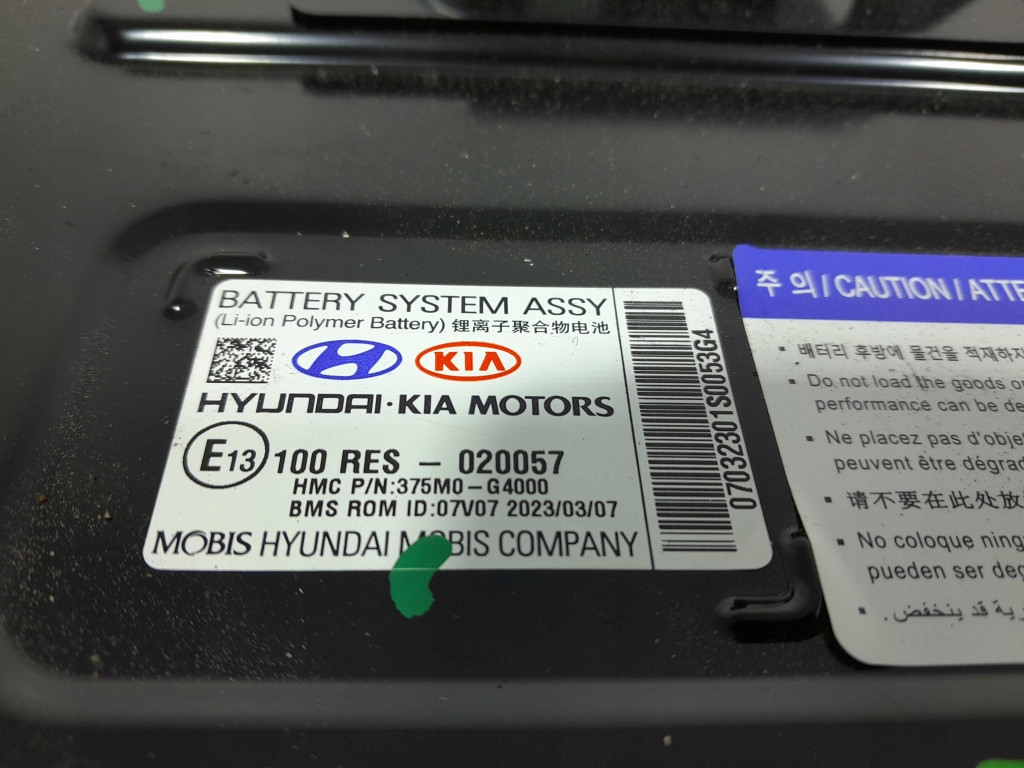 BATTERY SYSTEM ASSY
(Li-ion Polymer Battery) 锂离子聚合物电池
KIA
HYUNDAI·KIA MOTORS
E13 100 RES - 020057
HMC P/N:375M0-G4000
BMS ROM ID:07V07 2023/03/07
MOBIS HYUNDAI MOBIS COMPANY
07032301S0053G4
주 의 / CAUTION / ATTE
• 배터리 후방에 물건을 적재하지
• Do not load the goods
performance can be de
• Ne placez pas d'obje
peuvent être dégrad
• 请不要在此处放
• No coloque ning
pueden ser deg
• رية قد ينخفض.